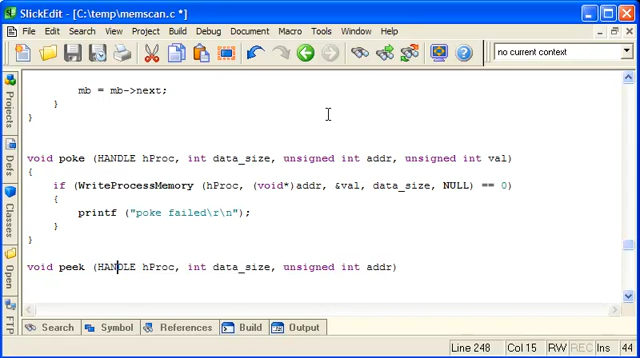 SlickEdit - [C:\temp\memscan.c *]
File Edit Search View Project Build Debug Document Macro Tools Window Help
no current context
Projects
Defs
Classes
Open
FTP
mb = mb->next;
}
}
void poke (HANDLE hProc, int data_size, unsigned int addr, unsigned int val)
{
if (WriteProcessMemory (hProc, (void*)addr, &val, data_size, NULL) == 0)
{
printf ("poke failed\r\n");
}
}
void peek (HANDLE hProc, int data_size, unsigned int addr)
Search Symbol References Build Output
Line 248 Col 15 RW REC Ins 44